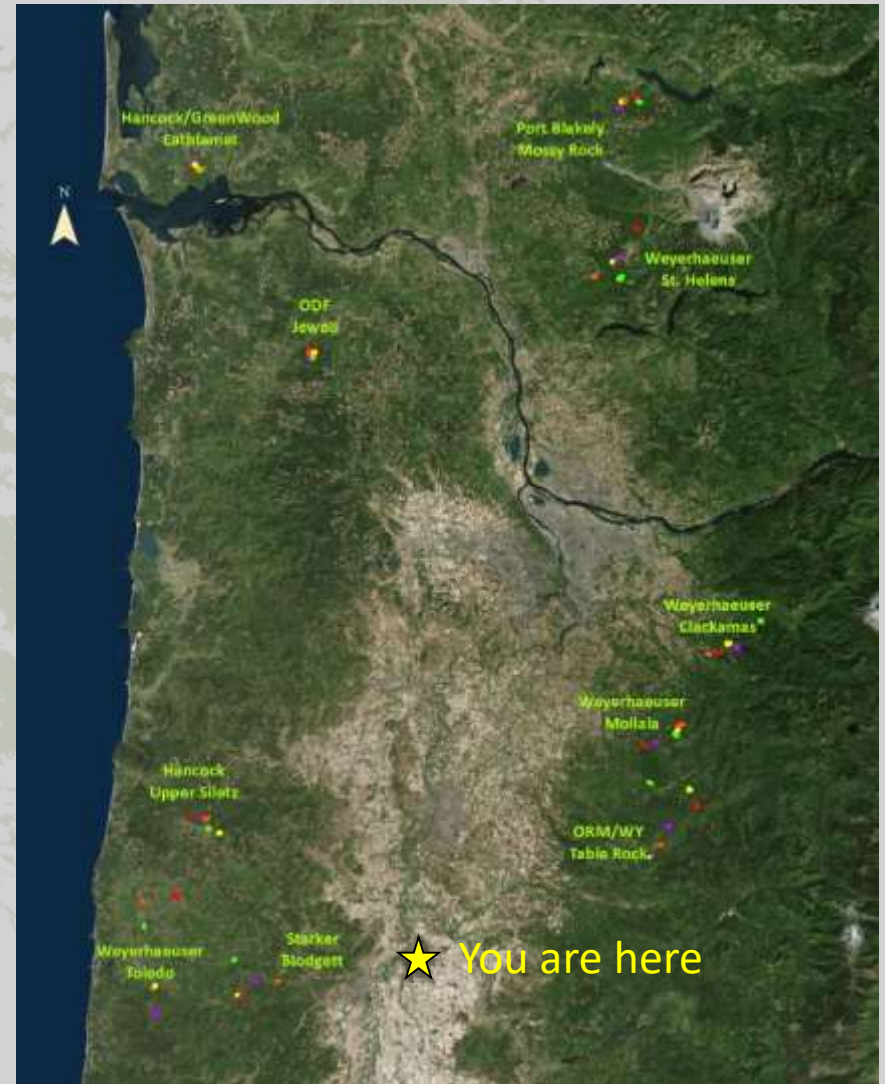 Hancock/GreenWood
Cathlamet
Port Blakely
Mossy Rock
N
Weyerhaeuser
St. Helens
ODF
Jewell
Weyerhaeuser
Clackamas
Weyerhaeuser
Mollala
Hancock
Upper Siletz
ORM/WY
Table Rock
Starker
Blodgett
Weyerhaeuser
Toledo
You are here